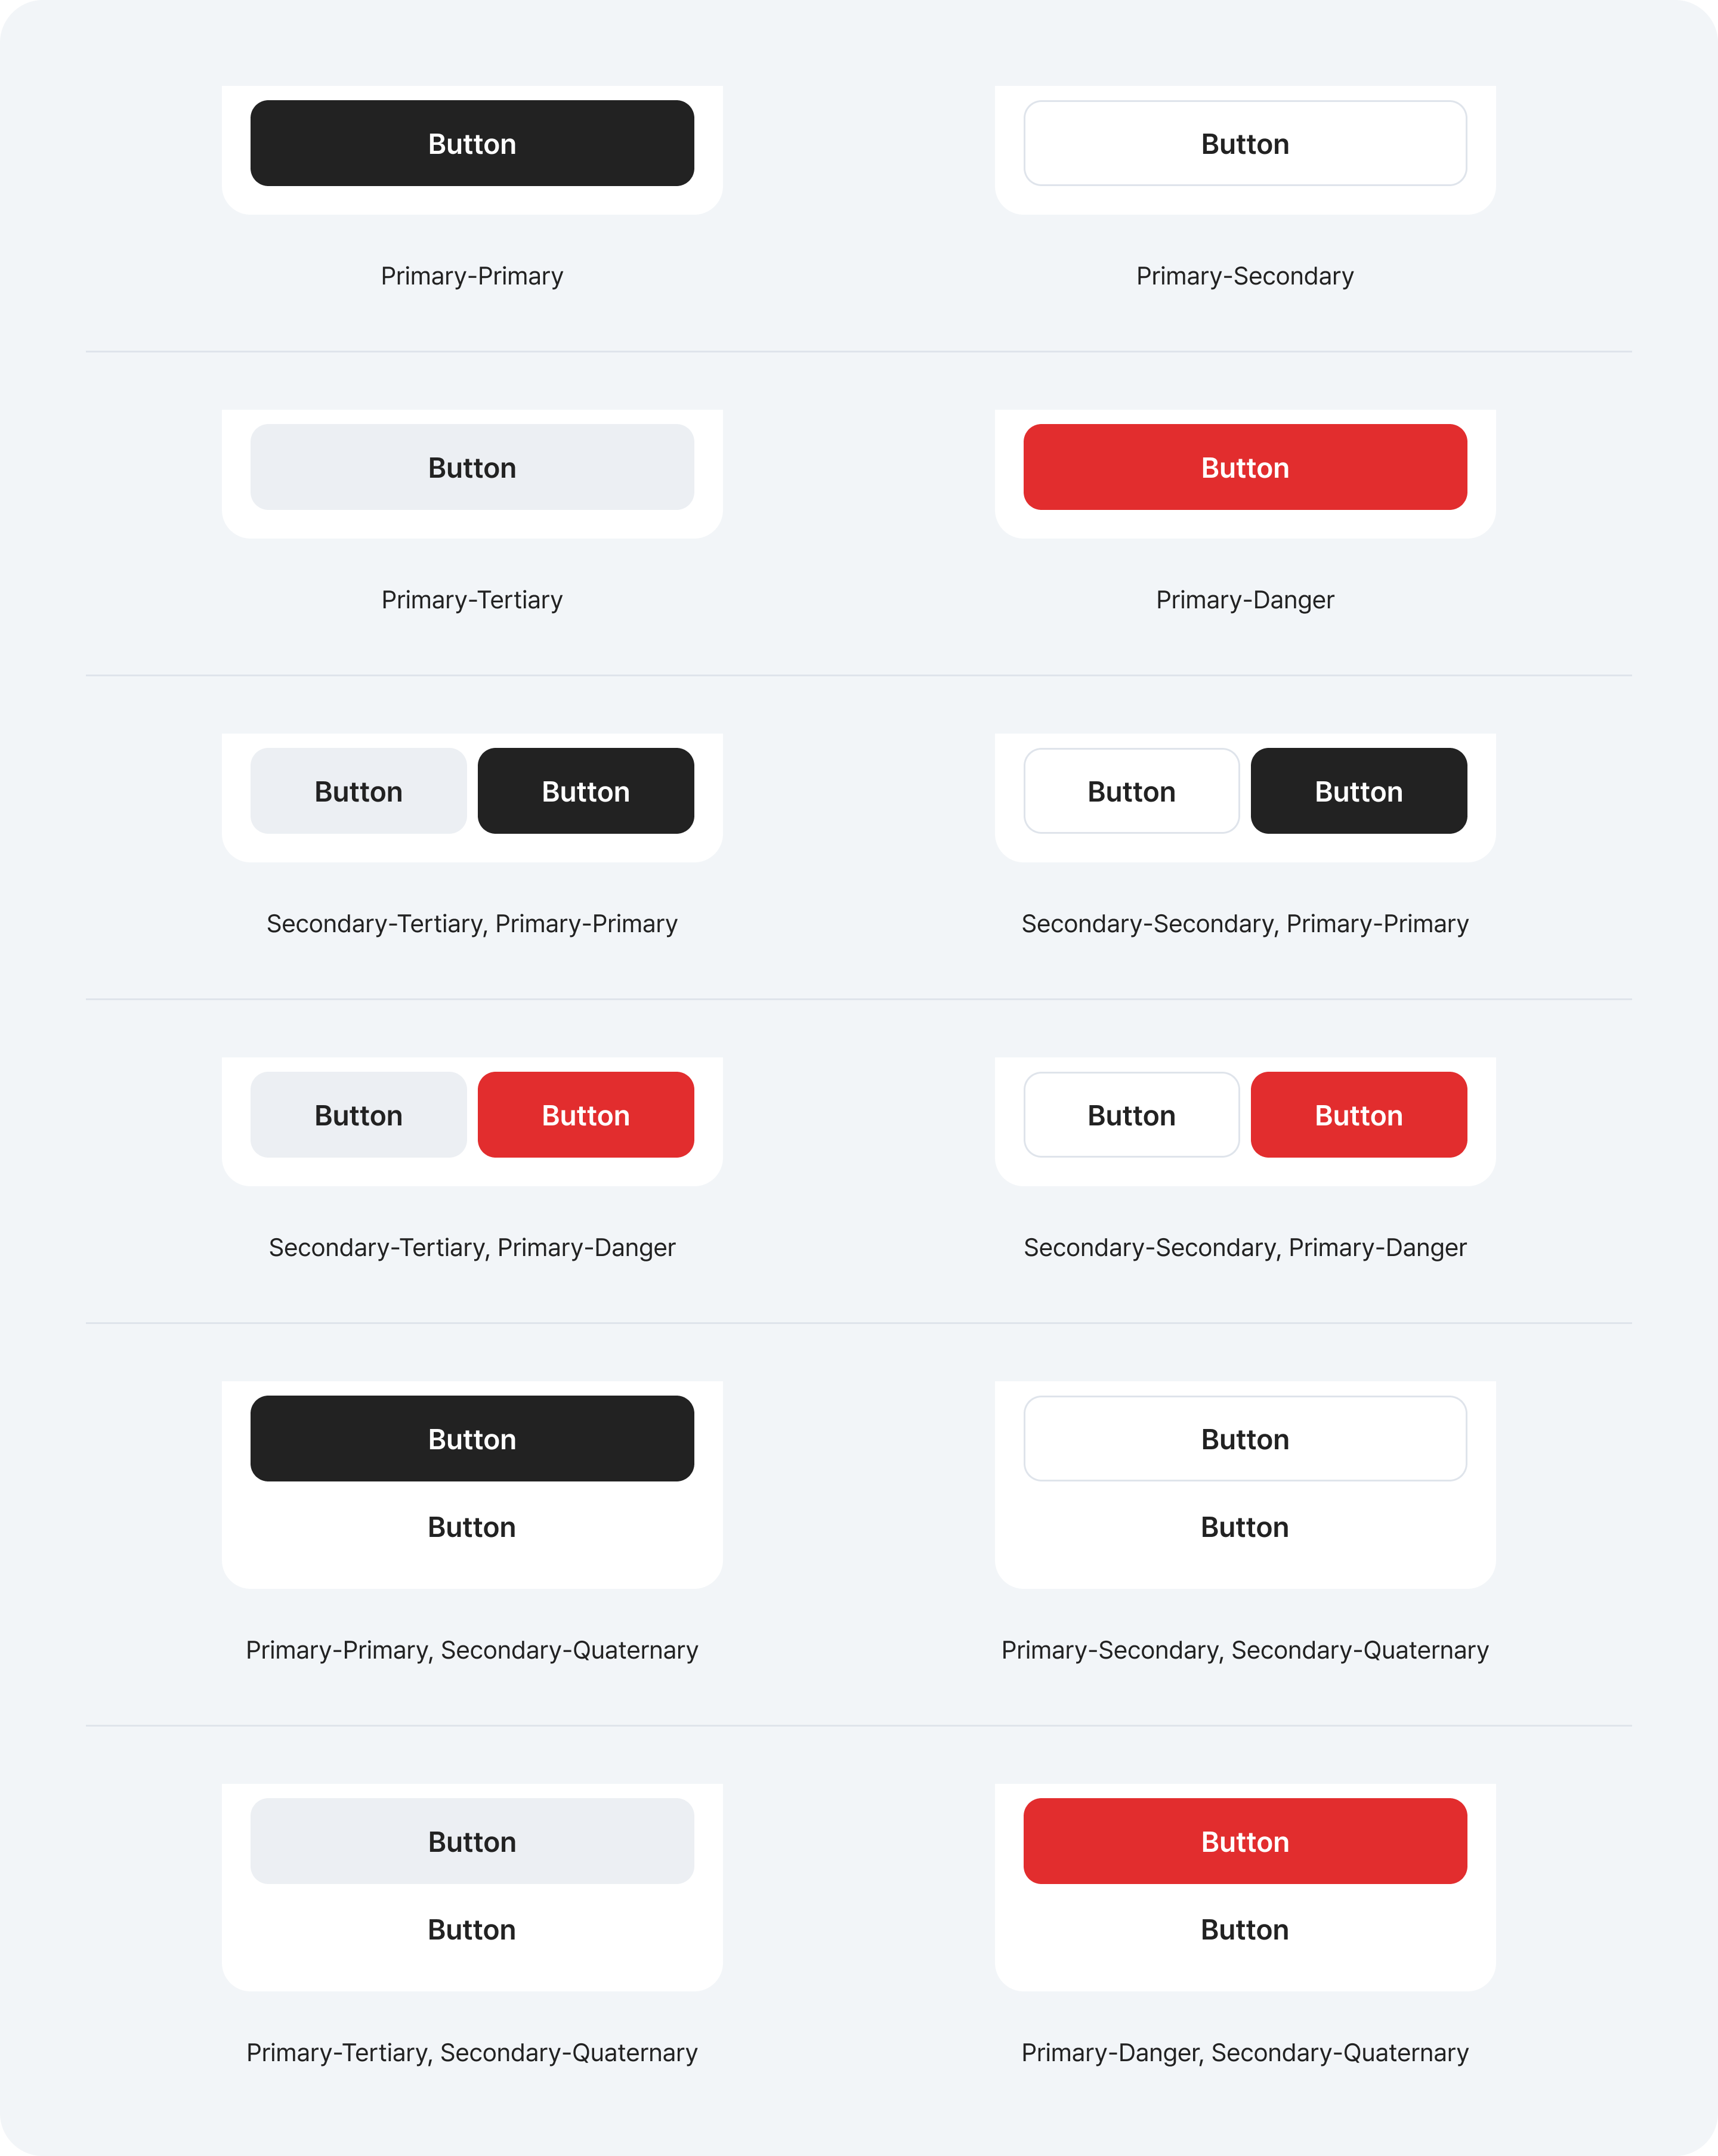 Button
Button
Primary-Primary
Primary-Secondary
Button
Button
Primary-Tertiary
Primary-Danger
Button
Button
Button
Button
Secondary-Tertiary, Primary-Primary
Secondary-Secondary, Primary-Primary
Button
Button
Button
Button
Secondary-Tertiary, Primary-Danger
Secondary-Secondary, Primary-Danger
Button
Button
Button
Button
Primary-Primary, Secondary-Quaternary
Primary-Secondary, Secondary-Quaternary
Button
Button
Button
Button
Primary-Tertiary, Secondary-Quaternary
Primary-Danger, Secondary-Quaternary